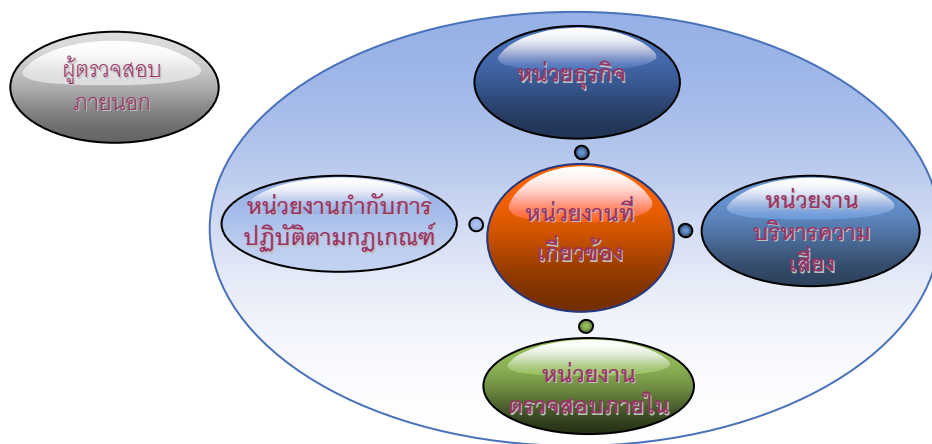 ผู้ตรวจสอบ
ภายนอก
หน่วยธุรกิจ
หน่วยงานกำกับการ
ปฏิบัติตามกฎเกณฑ์
หน่วยงานที่
เกี่ยวข้อง
หน่วยงาน
บริหารความ
เสี่ยง
หน่วยงาน
ตรวจสอบภายใน